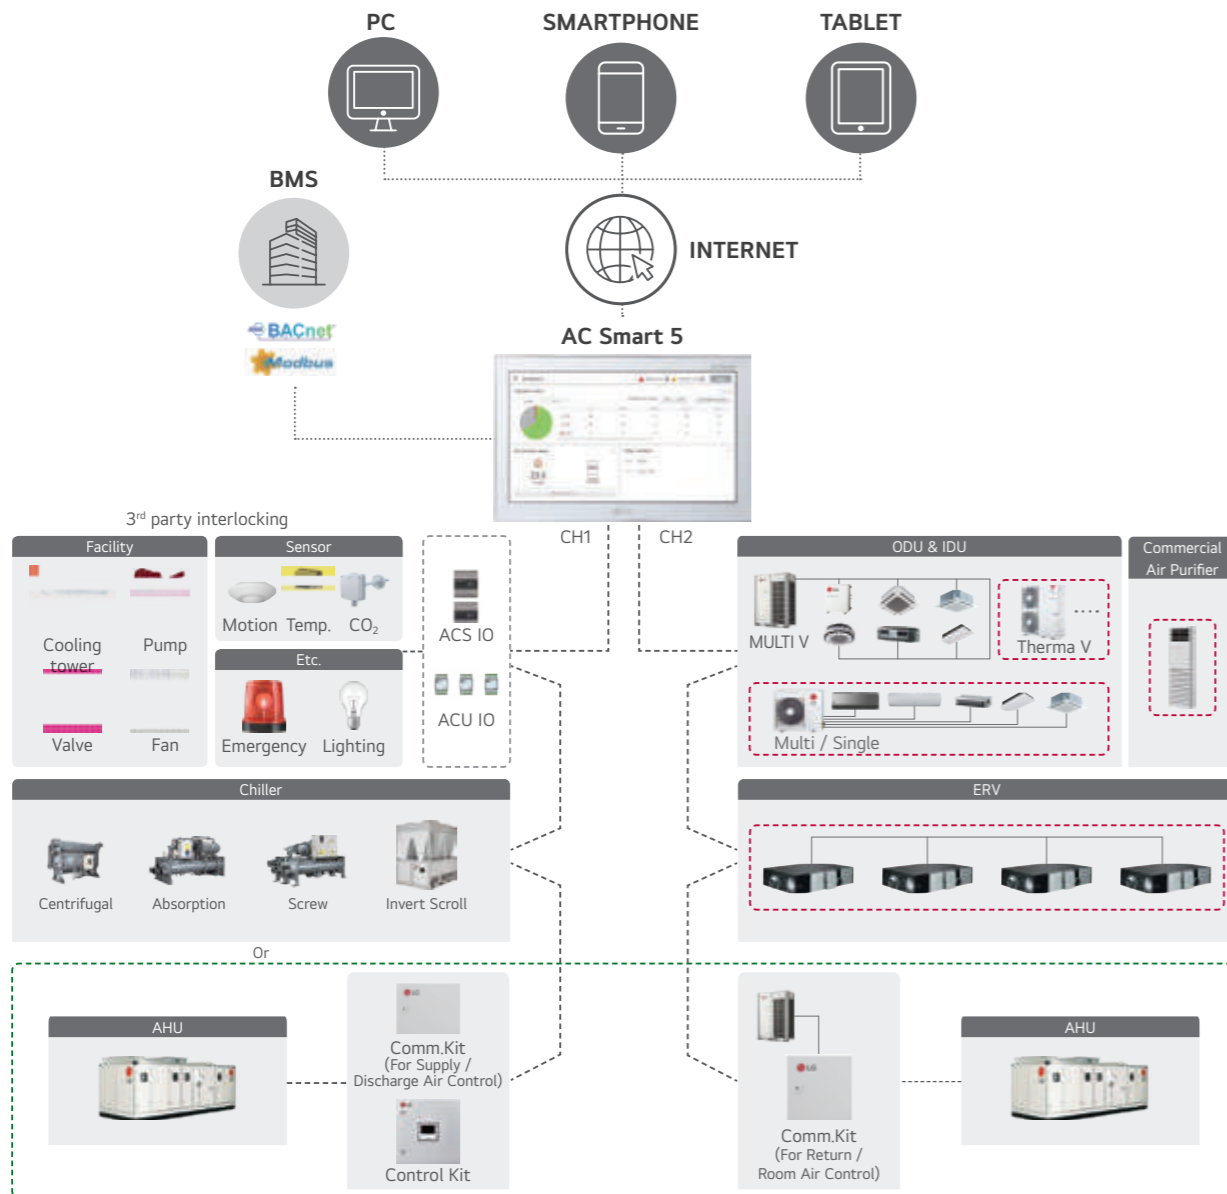 PC
SMARTPHONE
TABLET
BMS
INTERNET
BACnet
Modbus
AC Smart 5
3rd party interlocking
CH1
CH2
Facility
Cooling
tower
Pump
Valve
Fan
Sensor
Motion
Temp.
CO₂
Etc.
Emergency
Lighting
ACS IO
ACU IO
ODU & IDU
MULTI V
Therma V
Multi / Single
Commercial
Air Purifier
Chiller
Centrifugal
Absorption
Screw
Invert Scroll
ERV
Or
AHU
LG
Comm.Kit
(For Supply /
Discharge Air Control)
LG
Control Kit
LG
Comm.Kit
(For Return /
Room Air Control)
AHU